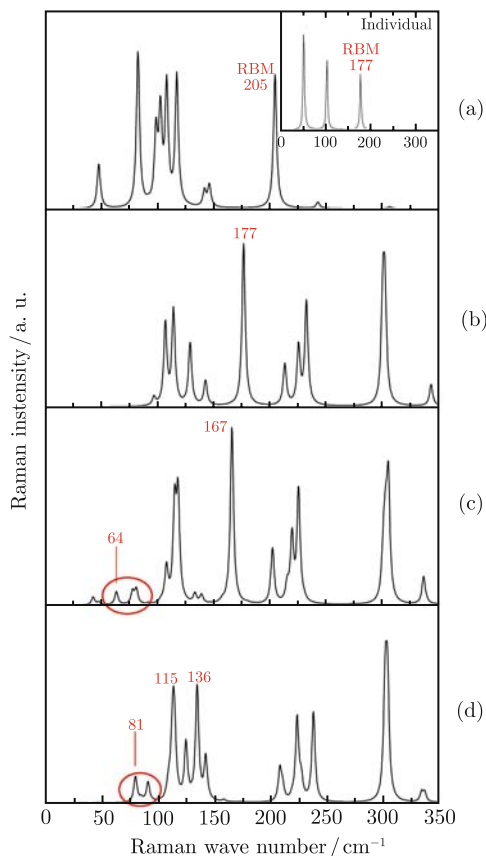 Individual
RBM
177
0 100 200 300
RBM
205
(a)
177
(b)
167
64
(c)
115 136
81
(d)
0 50 100 150 200 250 300 350
Raman wave number / cm⁻¹
Raman instensity / a. u.